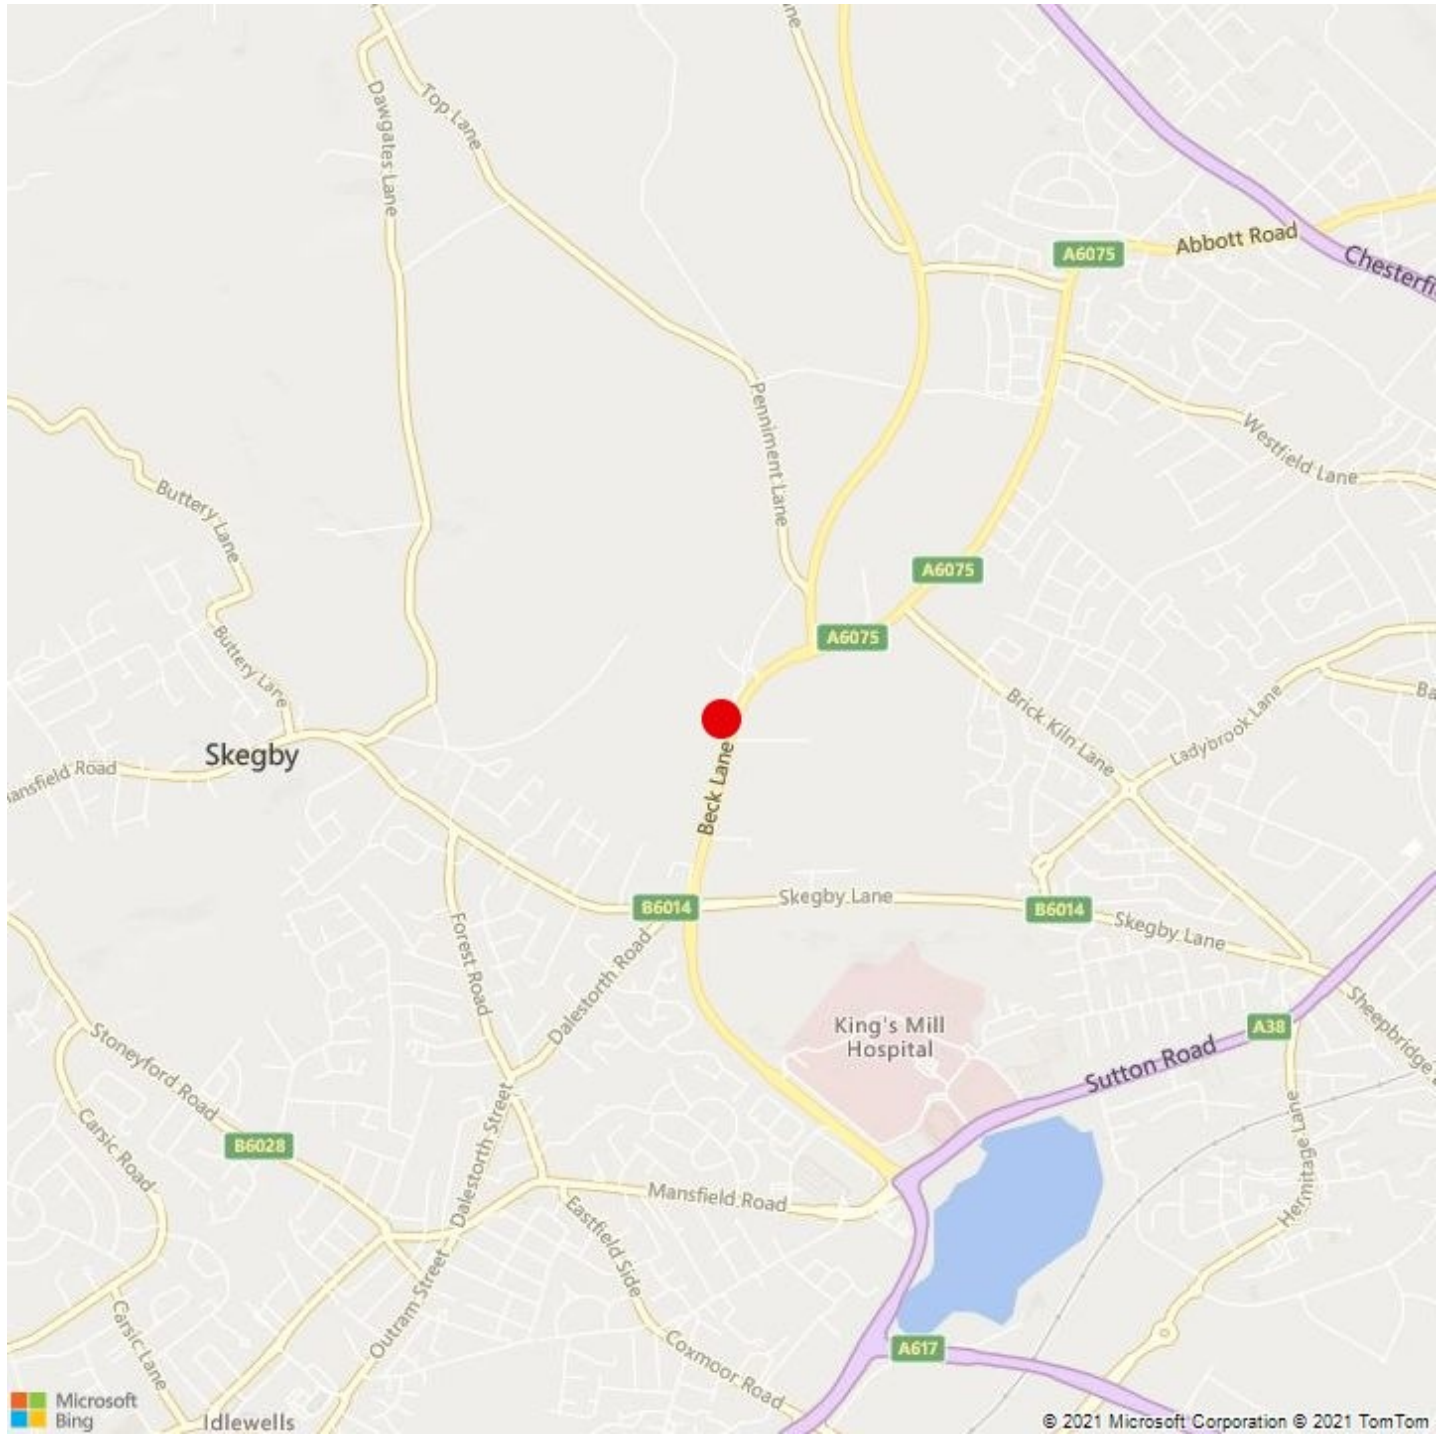 ne
Dawgates Lane
Top Lane
A6075
Abbott Road
Chesterfi
Penniment Lane
Westfield Lane
Buttery Lane
A6075
A6075
Buttery Lane
Brick Kiln Lane
Ladybrook Lane
Ba
Skegby
ansfield Road
Beck Lane
B6014
Skegby Lane
B6014
Skegby Lane
Forest Road
Dalestorth Road
King's Mill
Hospital
A38
Sutton Road
Sheepbridge
Stoneyford Road
Carsic Road
B6028
Dalestorth Street
Mansfield Road
Hermitage Lane
Eastfield Side
Outram Street
Carsic Lane
Coxmoor Road
A617
Microsoft
Bing
Idlewells
© 2021 Microsoft Corporation © 2021 TomTom